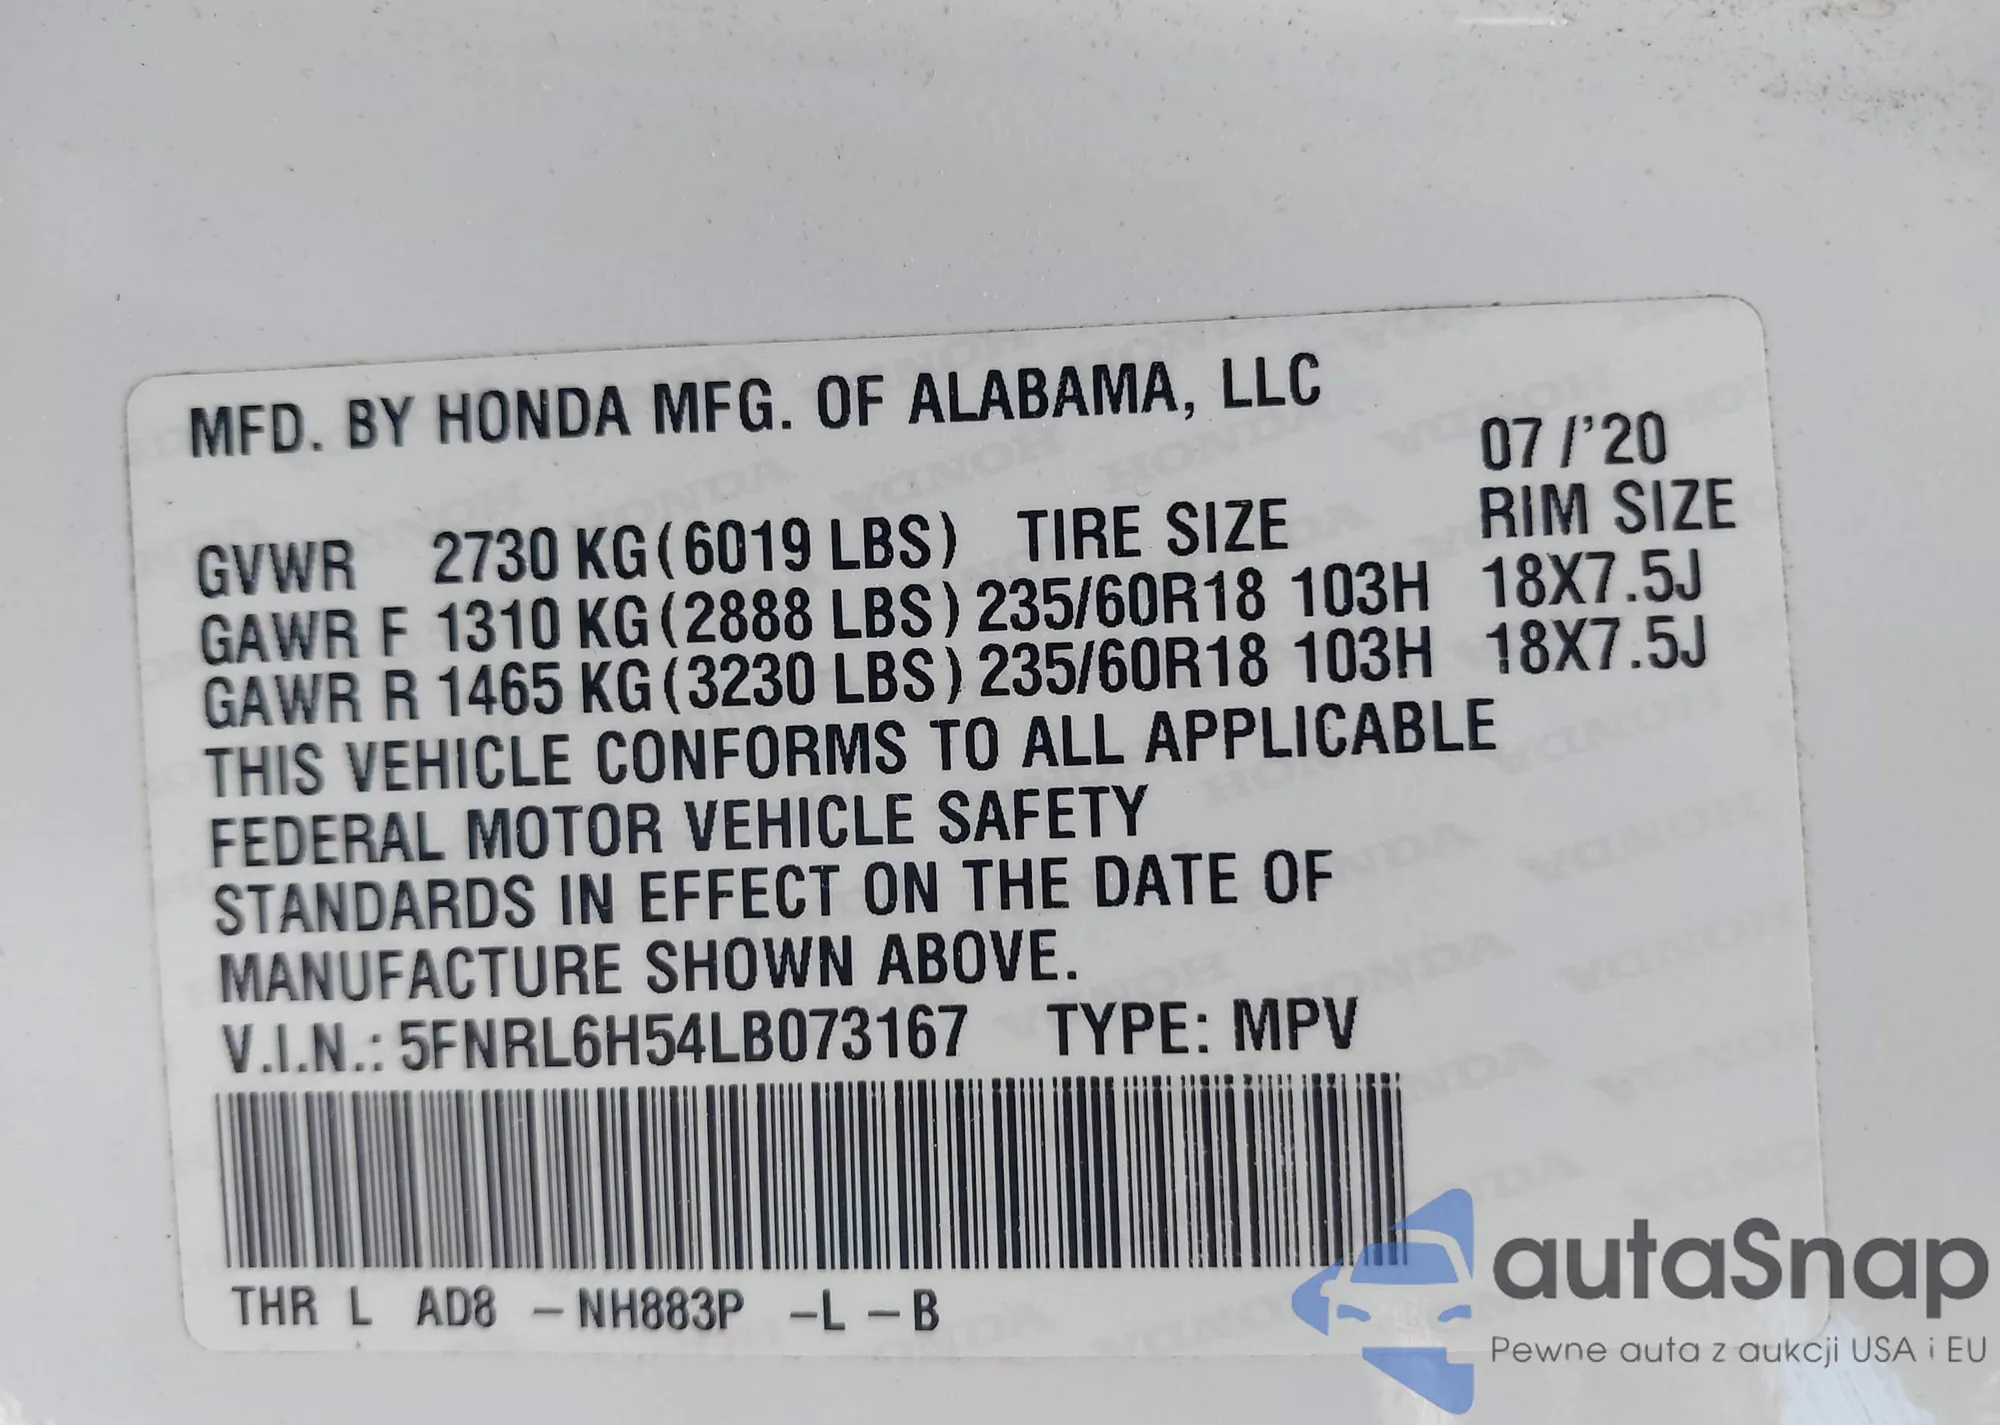 MFD. BY HONDA MFG. OF ALABAMA, LLC
07 /'20
GVWR 2730 KG (6019 LBS) TIRE SIZE RIM SIZE
GAWR F 1310 KG (2888 LBS) 235/60R18 103H 18X7.5J
GAWR R 1465 KG (3230 LBS) 235/60R18 103H 18X7.5J
THIS VEHICLE CONFORMS TO ALL APPLICABLE
FEDERAL MOTOR VEHICLE SAFETY
STANDARDS IN EFFECT ON THE DATE OF
MANUFACTURE SHOWN ABOVE.
V.I.N.: 5FNRL6H54LB073167 TYPE: MPV
THR L AD8 - NH883P -L - B
autaSnap
Pewne auta z aukcji USA i EU